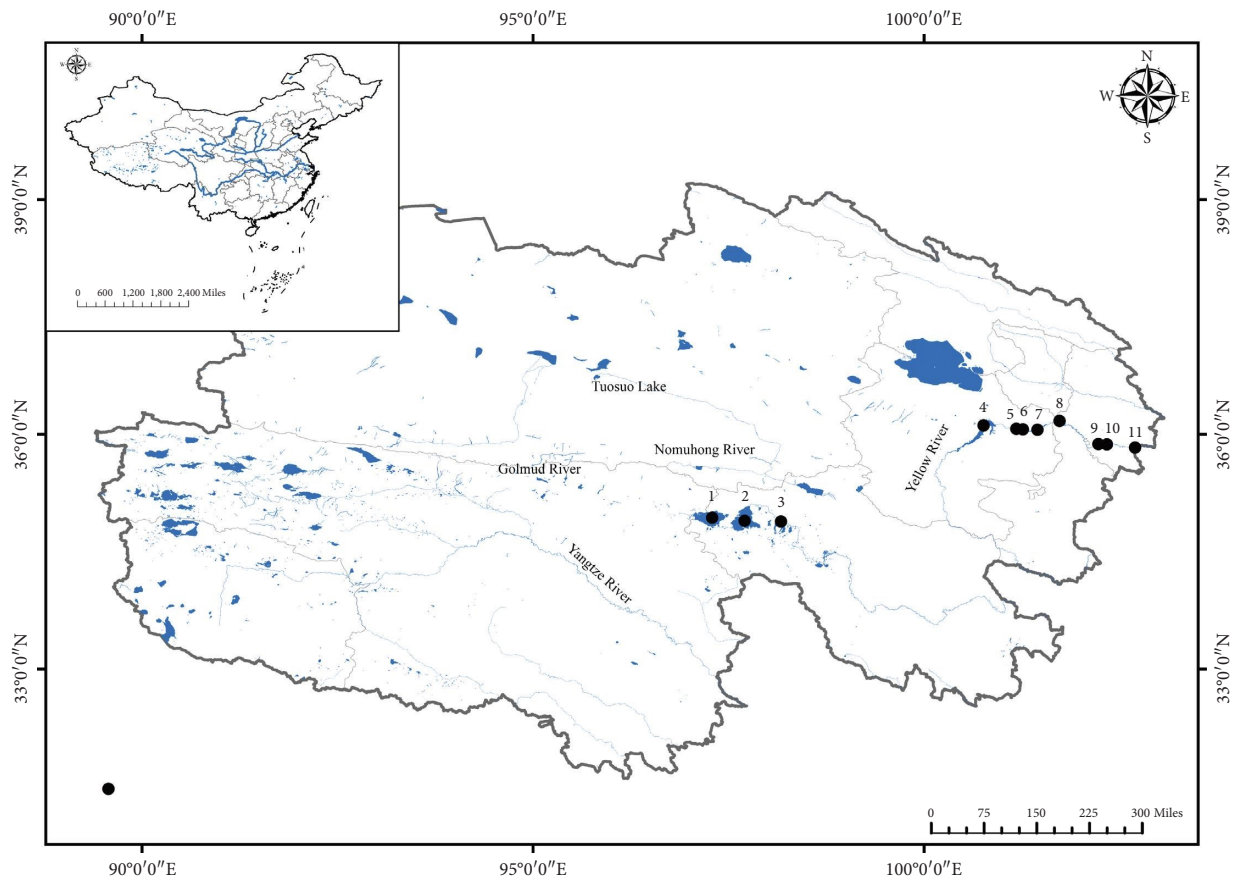 90°0′0″E 95°0′0″E 100°0′0″E
N
W E
S
0 600 1,200 1,800 2,400 Miles
N
W E
S
39°0′0″N 39°0′0″N
36°0′0″N 36°0′0″N
33°0′0″N 33°0′0″N
Tuosuo Lake
Nomuhong River
Golmud River
Yangtze River
Yellow River
1 2 3
4 5 6 7 8
9 10 11
0 75 150 225 300 Miles
90°0′0″E 95°0′0″E 100°0′0″E